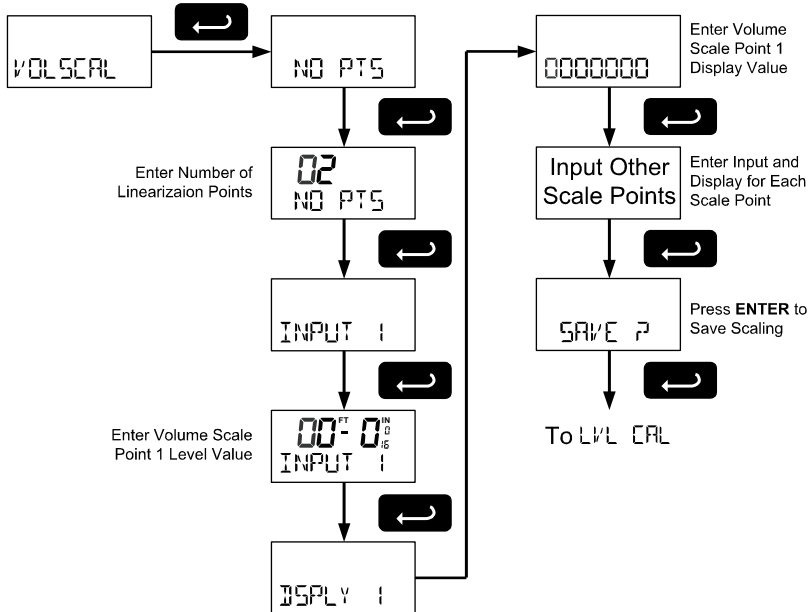 VOLSCAL
NO PTS
Enter Number of
Linearizaion Points
02
NO PTS
INPUT 1
Enter Volume Scale
Point 1 Level Value
00 FT - 0 IN 0 16
INPUT 1
DSPLY 1
0000000
Enter Volume
Scale Point 1
Display Value
Input Other
Scale Points
Enter Input and
Display for Each
Scale Point
SAVE ?
Press ENTER to
Save Scaling
To LVL CAL